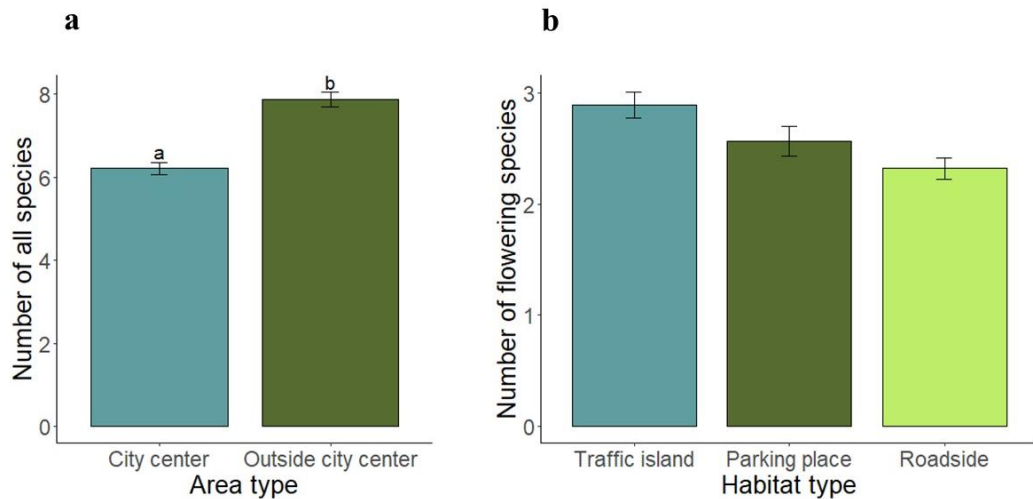 a
Number of all species
8
6
4
2
0
a
b
City center
Outside city center
Area type
b
Number of flowering species
3
2
1
0
Traffic island
Parking place
Roadside
Habitat type